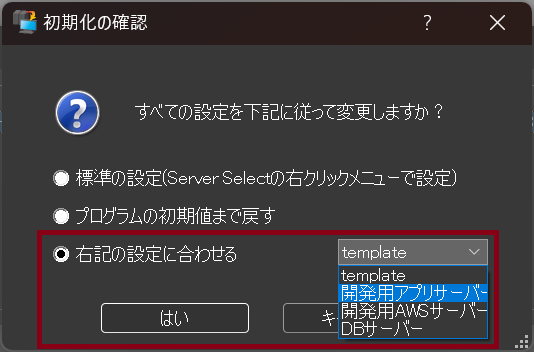 初期化の確認
?
すべての設定を下記に従って変更しますか？
標準の設定(Server Selectの右クリックメニューで設定)
プログラムの初期値まで戻す
右記の設定に合わせる
template
template
開発用アプリサーバー
開発用AWSサーバー
DBサーバー
はい
キ